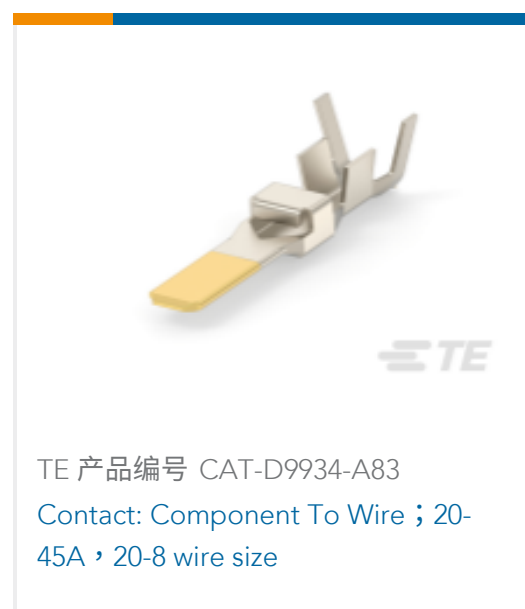 TE
TE 产品编号 CAT-D9934-A83
Contact: Component To Wire；20-
45A，20-8 wire size